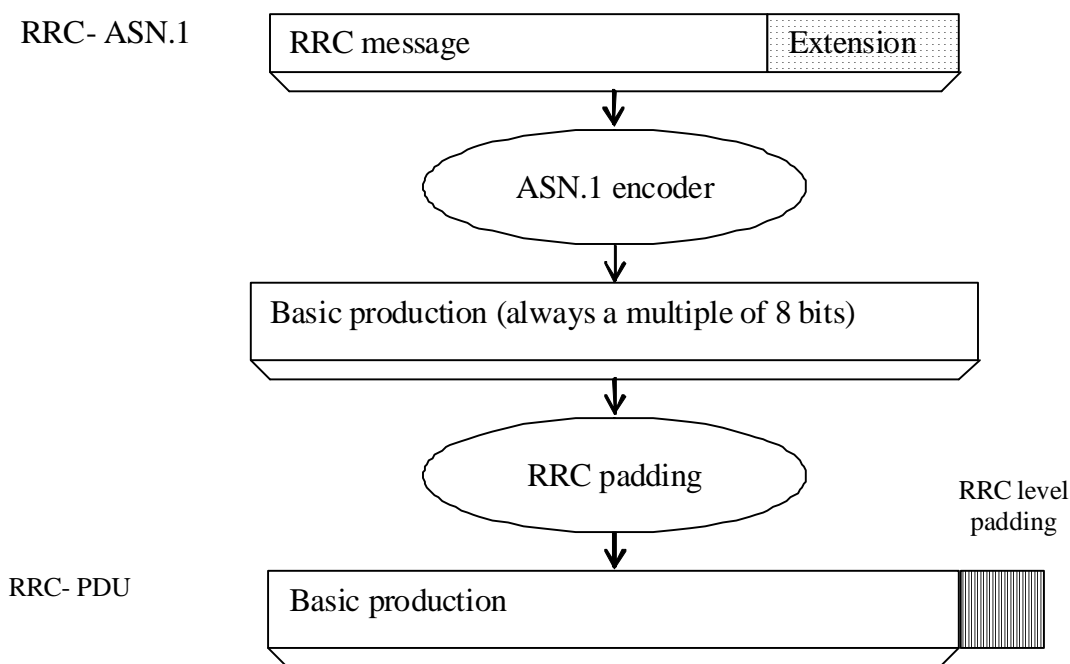 RRC- ASN.1
RRC message
Extension
ASN.1 encoder
Basic production (always a multiple of 8 bits)
RRC padding
RRC level
padding
RRC- PDU
Basic production